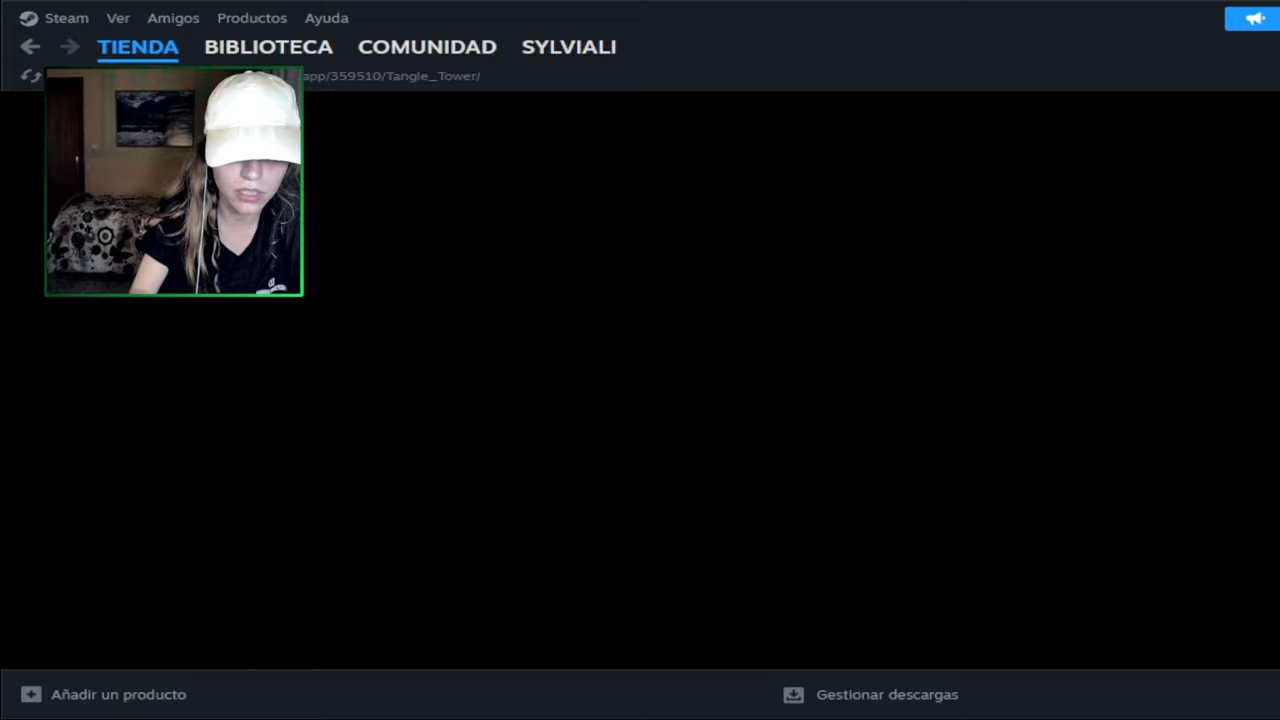 Steam Ver Amigos Productos Ayuda
TIENDA BIBLIOTECA COMUNIDAD SYLVIALI
app/359510/Tangle_Tower/
Añadir un producto Gestionar descargas